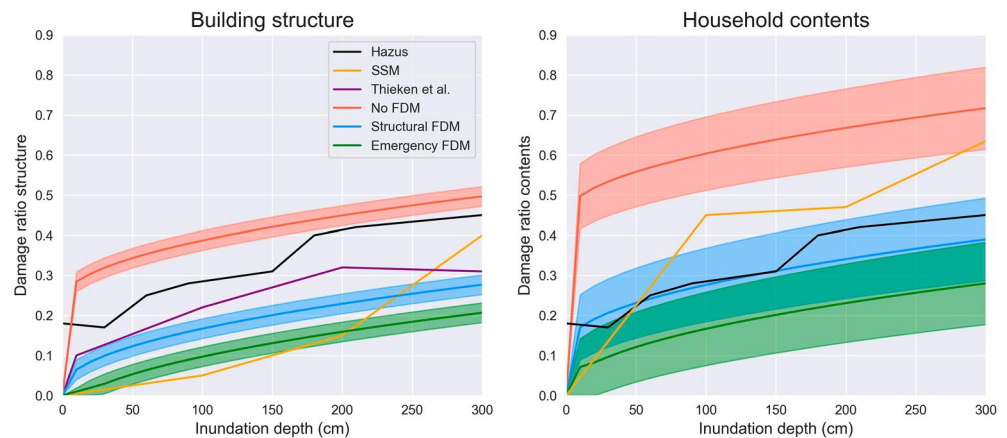 Building structure
0.9
0.8
0.7
0.6
0.5
0.4
0.3
0.2
0.1
0.0
Damage ratio structure
0 50 100 150 200 250 300
Inundation depth (cm)
Hazus
SSM
Thieken et al.
No FDM
Structural FDM
Emergency FDM
Household contents
0.9
0.8
0.7
0.6
0.5
0.4
0.3
0.2
0.1
0.0
Damage ratio contents
0 50 100 150 200 250 300
Inundation depth (cm)